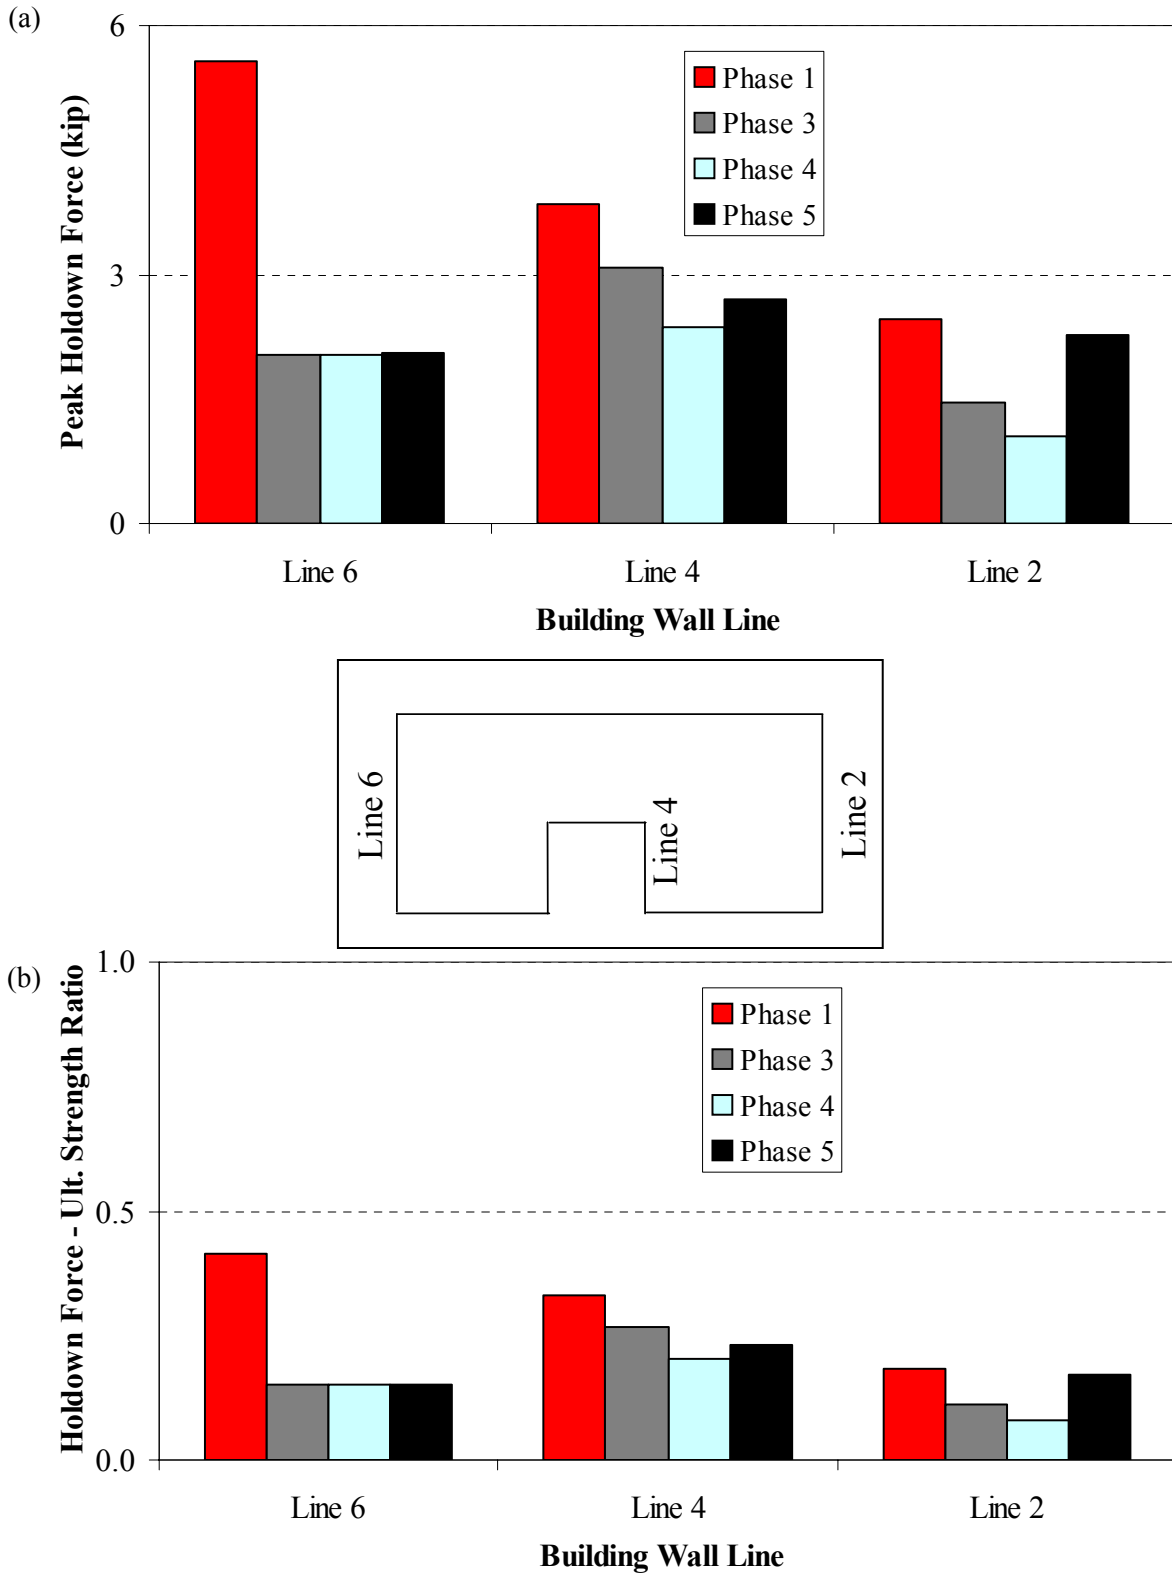 (a)
6
3
0
Peak Holdown Force (kip)
Phase 1
Phase 3
Phase 4
Phase 5
Line 6
Line 4
Line 2
Building Wall Line
Line 6
Line 4
Line 2
(b)
1.0
0.5
0.0
Holdown Force - Ult. Strength Ratio
Phase 1
Phase 3
Phase 4
Phase 5
Line 6
Line 4
Line 2
Building Wall Line